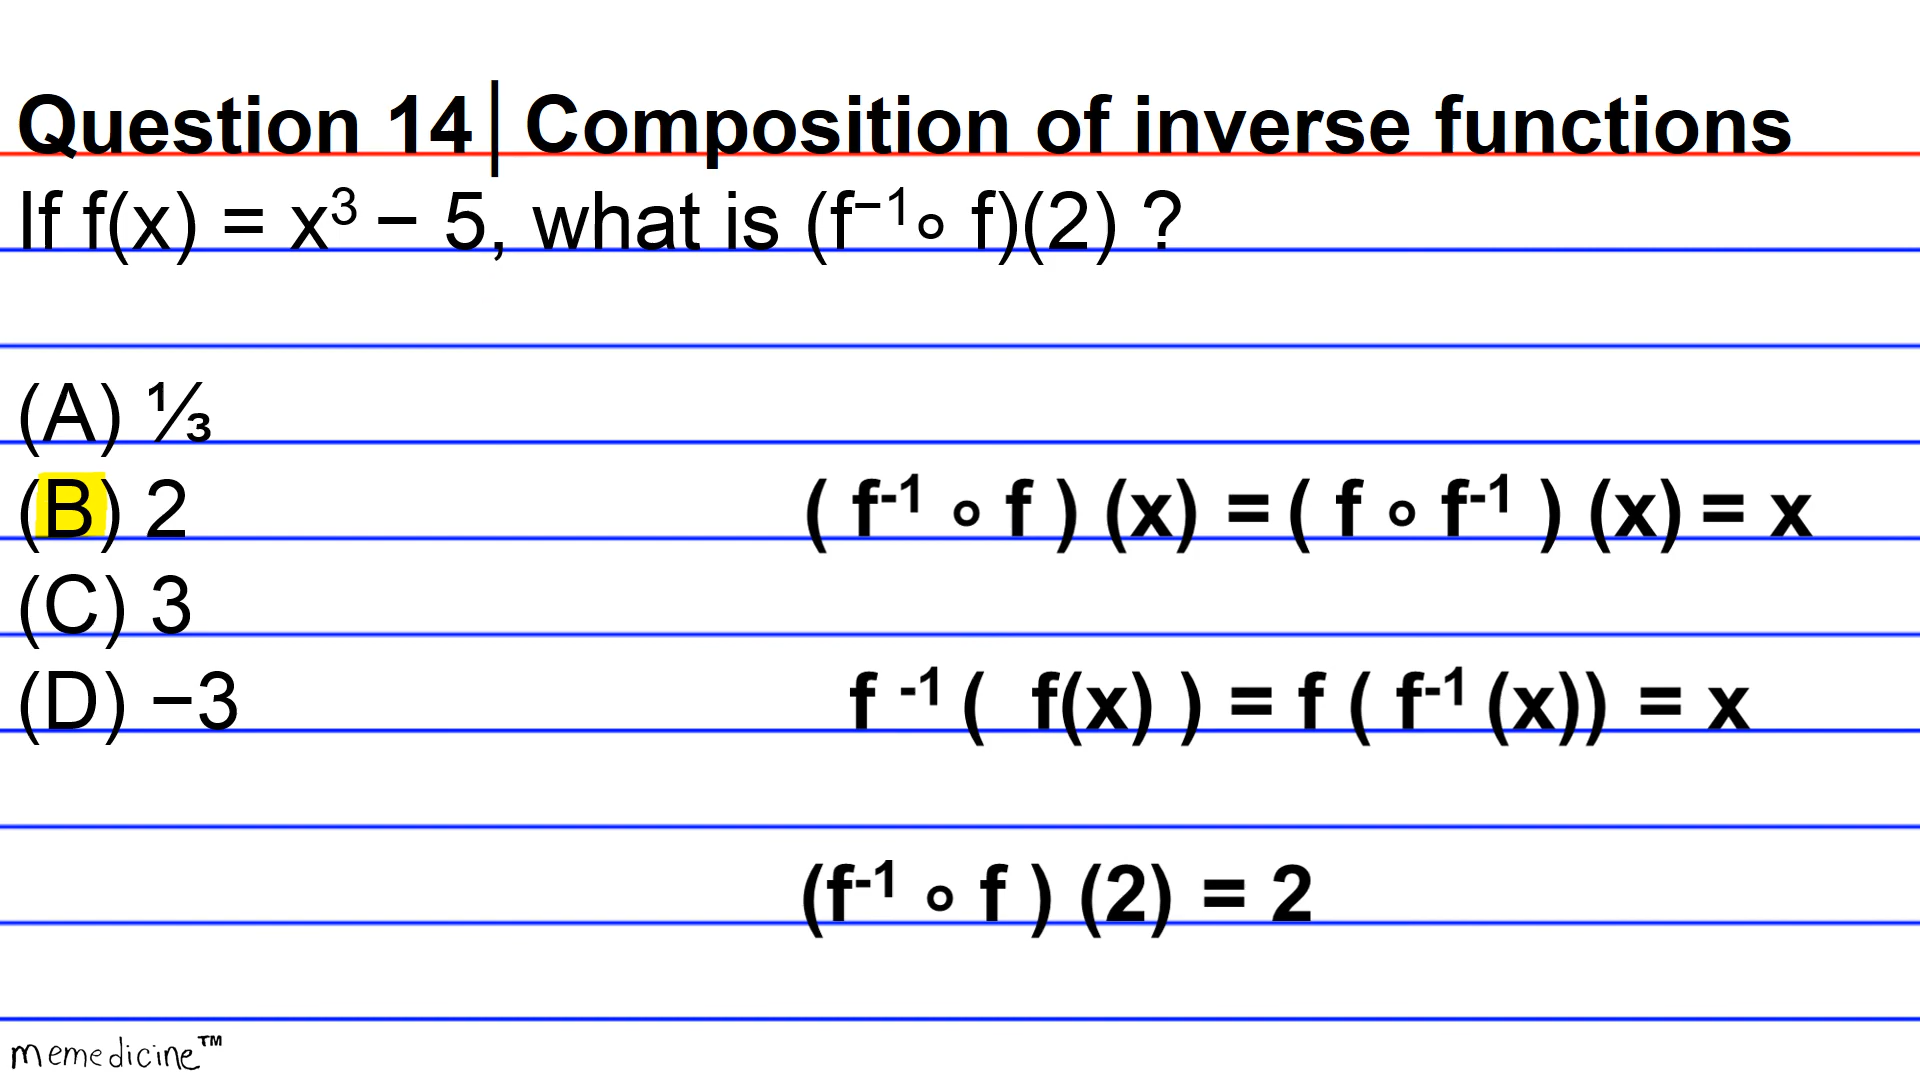 Question 14| Composition of inverse functions
If f(x) = x³ − 5, what is (f⁻¹∘ f)(2) ?
(A) ⅓
(B) 2
( f⁻¹ ∘ f ) (x) = ( f ∘ f⁻¹ ) (x) = x
(C) 3
(D) −3
f ⁻¹ ( f(x) ) = f ( f⁻¹ (x)) = x
(f⁻¹ ∘ f ) (2) = 2
memedicine™